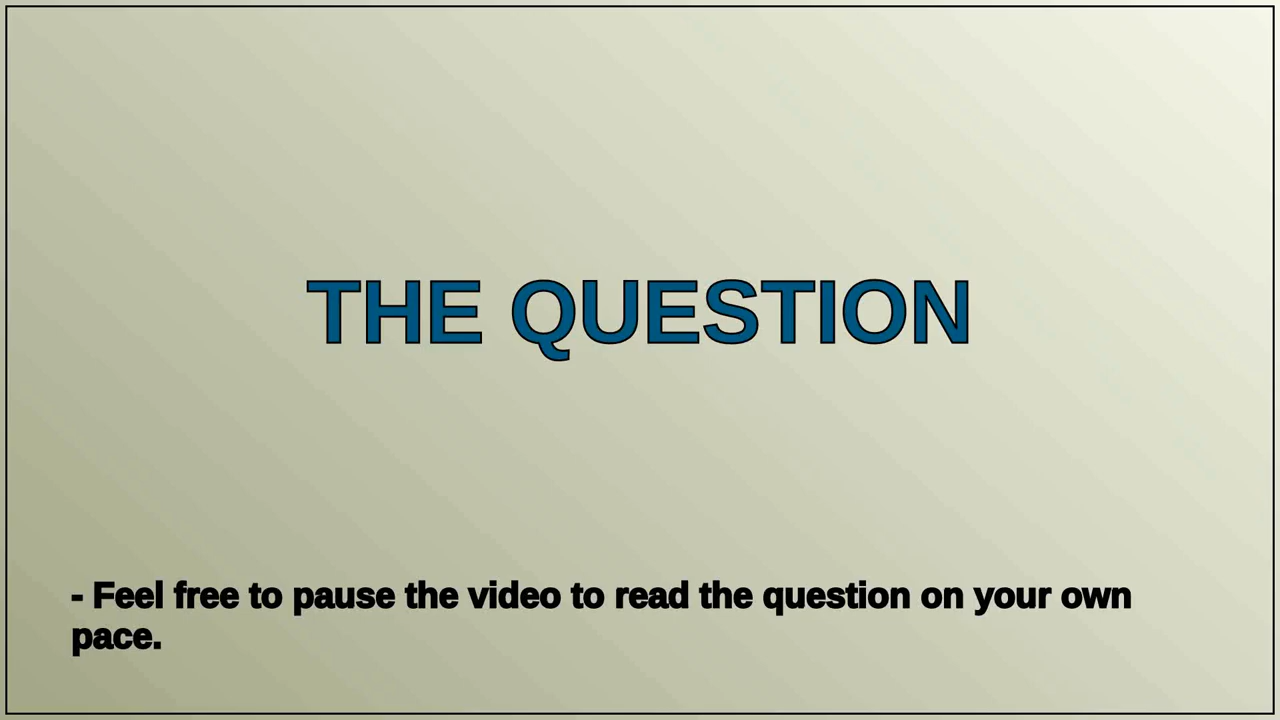 THE QUESTION
- Feel free to pause the video to read the question on your own
pace.